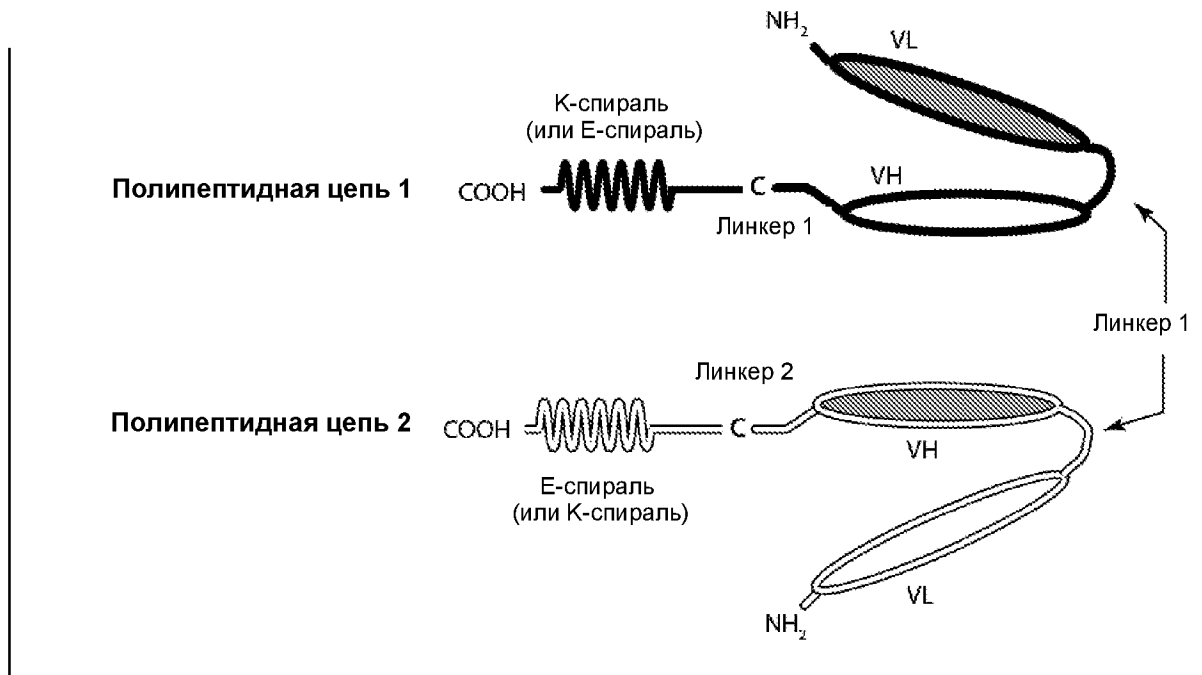 NH2
VL
К-спираль
(или Е-спираль)
Полипептидная цепь 1
COOH
C
VH
Линкер 1
Линкер 1
Линкер 2
Полипептидная цепь 2
COOH
C
VH
Е-спираль
(или К-спираль)
VL
NH2